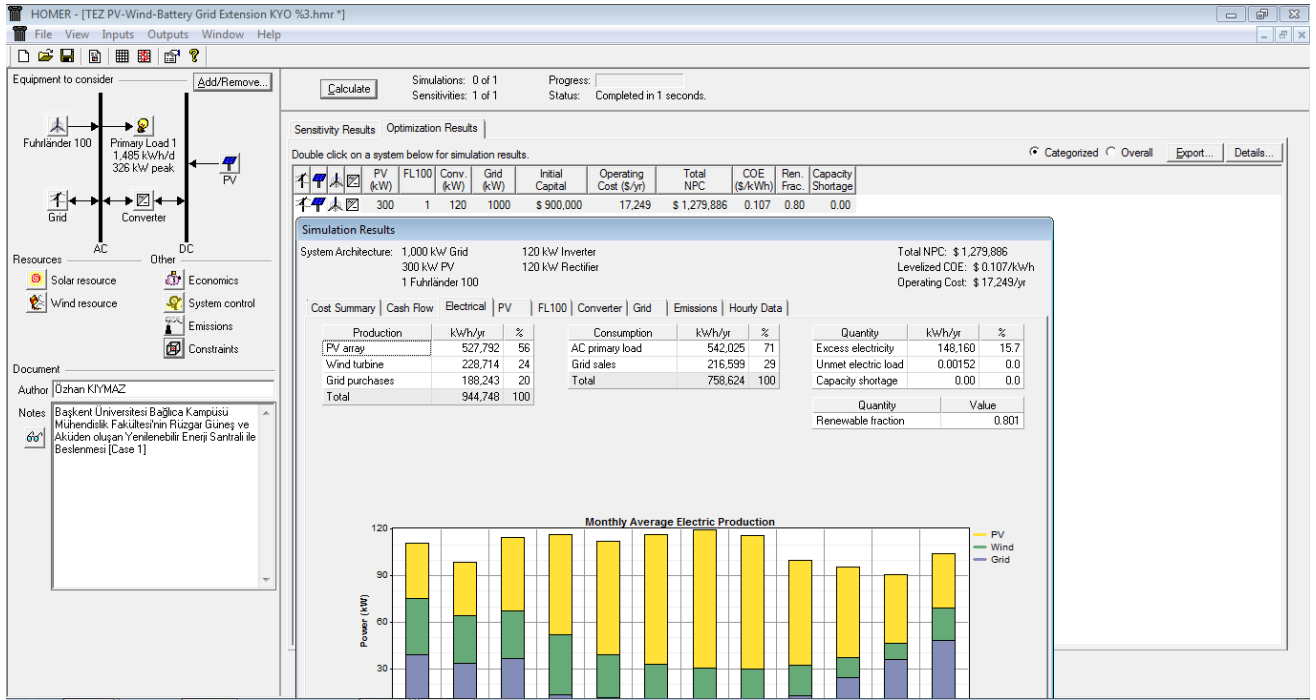 HOMER - [TEZ PV-Wind-Battery Grid Extension KYO %3.hmr *]
File View Inputs Outputs Window Help
Equipment to consider
Add/Remove...
Fuhrländer 100
Primary Load 1
1,485 kWh/d
326 kW peak
PV
Grid
Converter
AC
DC
Resources
Other
Solar resource
Economics
Wind resource
System control
Emissions
Constraints
Document
Author Özhan KIYMAZ
Notes
Başkent Üniversitesi Bağlıca Kampüsü
Mühendislik Fakültesi'nin Rüzgar Güneş ve
Aküden oluşan Yenilenebilir Enerji Santrali ile
Beslenmesi [Case 1]
Calculate
Simulations: 0 of 1
Progress:
Sensitivities: 1 of 1
Status: Completed in 1 seconds.
Sensitivity Results
Optimization Results
Double click on a system below for simulation results.
Categorized
Overall
Export...
Details...
PV (kW) FL100 Conv. (kW) Grid (kW) Initial Capital Operating Cost ($/yr) Total NPC COE ($/kWh) Ren. Frac. Capacity Shortage
300 1 120 1000 $ 900,000 17,249 $ 1,279,886 0.107 0.80 0.00
Simulation Results
System Architecture: 1,000 kW Grid 120 kW Inverter
300 kW PV 120 kW Rectifier
1 Fuhrländer 100
Total NPC: $ 1,279,886
Levelized COE: $ 0.107/kWh
Operating Cost: $ 17,249/yr
Cost Summary Cash Flow Electrical PV FL100 Converter Grid Emissions Hourly Data
Production kWh/yr %
PV array 527,792 56
Wind turbine 228,714 24
Grid purchases 188,243 20
Total 944,748 100
Consumption kWh/yr %
AC primary load 542,025 71
Grid sales 216,599 29
Total 758,624 100
Quantity kWh/yr %
Excess electricity 148,160 15.7
Unmet electric load 0.00152 0.0
Capacity shortage 0.00 0.0
Quantity Value
Renewable fraction 0.801
Monthly Average Electric Production
120
90
60
30
Power (kW)
PV
Wind
Grid